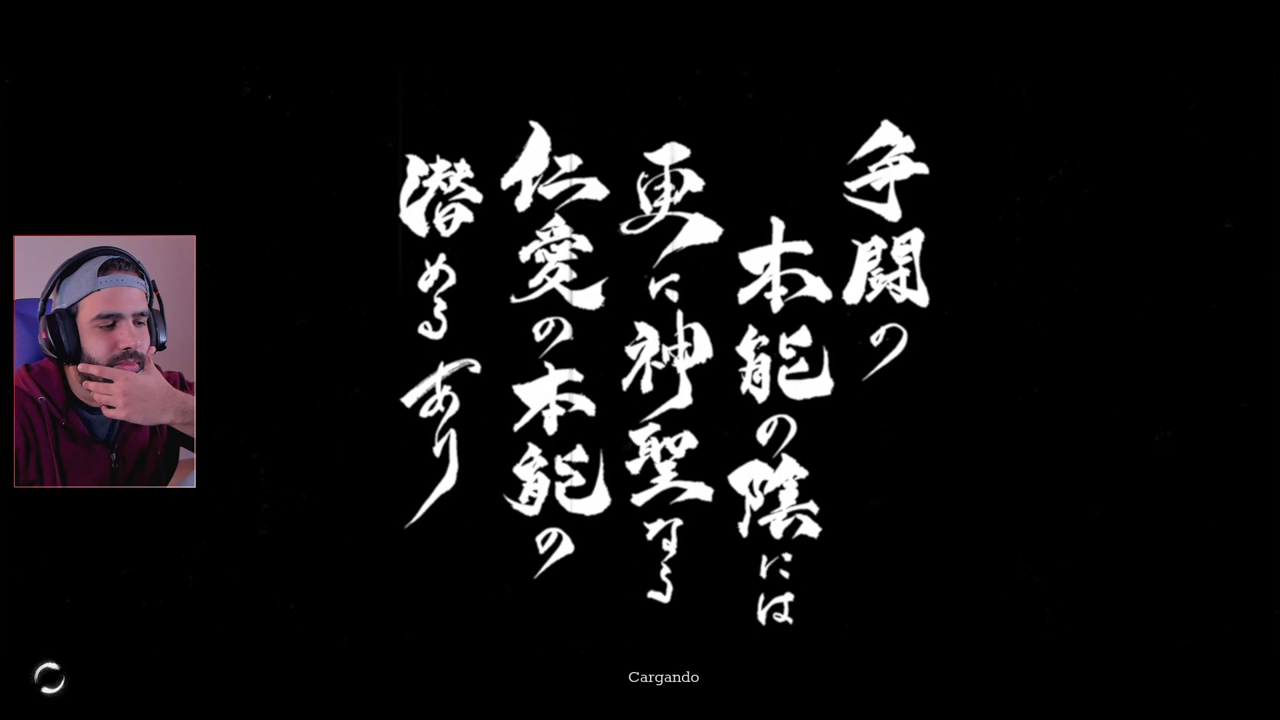 争闘の
本能の陰には
更に神聖なる
仁愛の本能の
潜めるあり
Cargando